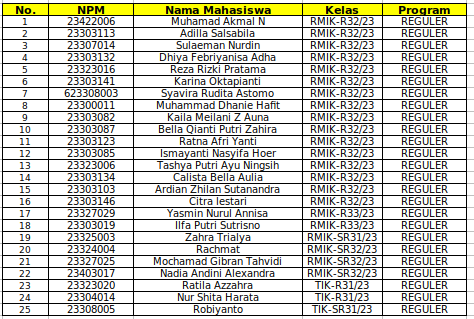 No. NPM Nama Mahasiswa Kelas Program
1 23422006 Muhamad Akmal N RMIK-R32/23 REGULER
2 23303113 Adilla Salsabila RMIK-R32/23 REGULER
3 23307014 Sulaeman Nurdin RMIK-R32/23 REGULER
4 23303132 Dhiya Febriyanisa Adha RMIK-R32/23 REGULER
5 23323016 Reza Rizki Pratama RMIK-R32/23 REGULER
6 23303141 Karina Oktapianti RMIK-R32/23 REGULER
7 623308003 Syavira Rudita Astomo RMIK-R32/23 REGULER
8 23300011 Muhammad Dhanie Hafit RMIK-R32/23 REGULER
9 23303082 Kaila Meilani Z Auna RMIK-R32/23 REGULER
10 23303087 Bella Qianti Putri Zahira RMIK-R32/23 REGULER
11 23303123 Ratna Afri Yanti RMIK-R32/23 REGULER
12 23303085 Ismayanti Nasyifa Hoer RMIK-R32/23 REGULER
13 23323006 Tashya Putri Ayu Ningsih RMIK-R32/23 REGULER
14 23303134 Calista Bella Aulia RMIK-R32/23 REGULER
15 23303103 Ardian Zhilan Sutanandra RMIK-R32/23 REGULER
16 23303146 Citra lestari RMIK-R32/23 REGULER
17 23327029 Yasmin Nurul Annisa RMIK-R33/23 REGULER
18 23303019 Ilfa Putri Sutrisno RMIK-R33/23 REGULER
19 23325003 Zahra Trialya RMIK-SR31/23 REGULER
20 23324004 Rachmat RMIK-SR32/23 REGULER
21 23327025 Mochamad Gibran Tahvidi RMIK-SR32/23 REGULER
22 23403017 Nadia Andini Alexandra RMIK-SR32/23 REGULER
23 23323020 Ratila Azzahra TIK-R31/23 REGULER
24 23304014 Nur Shita Harata TIK-R31/23 REGULER
25 23308005 Robiyanto TIK-SR31/23 REGULER